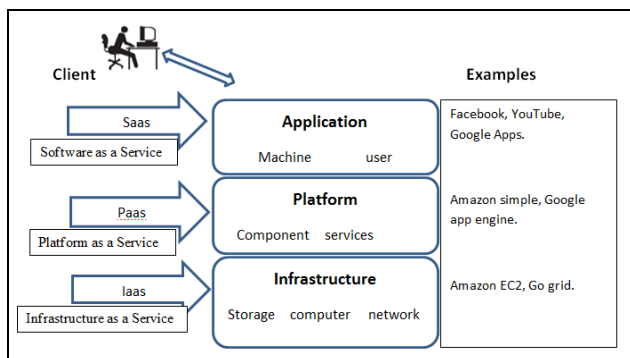 Client
Examples
Saas
Software as a Service
Application
Machine user
Facebook, YouTube,
Google Apps.
Paas
Platform as a Service
Platform
Component services
Amazon simple, Google
app engine.
Iaas
Infrastructure as a Service
Infrastructure
Storage computer network
Amazon EC2, Go grid.